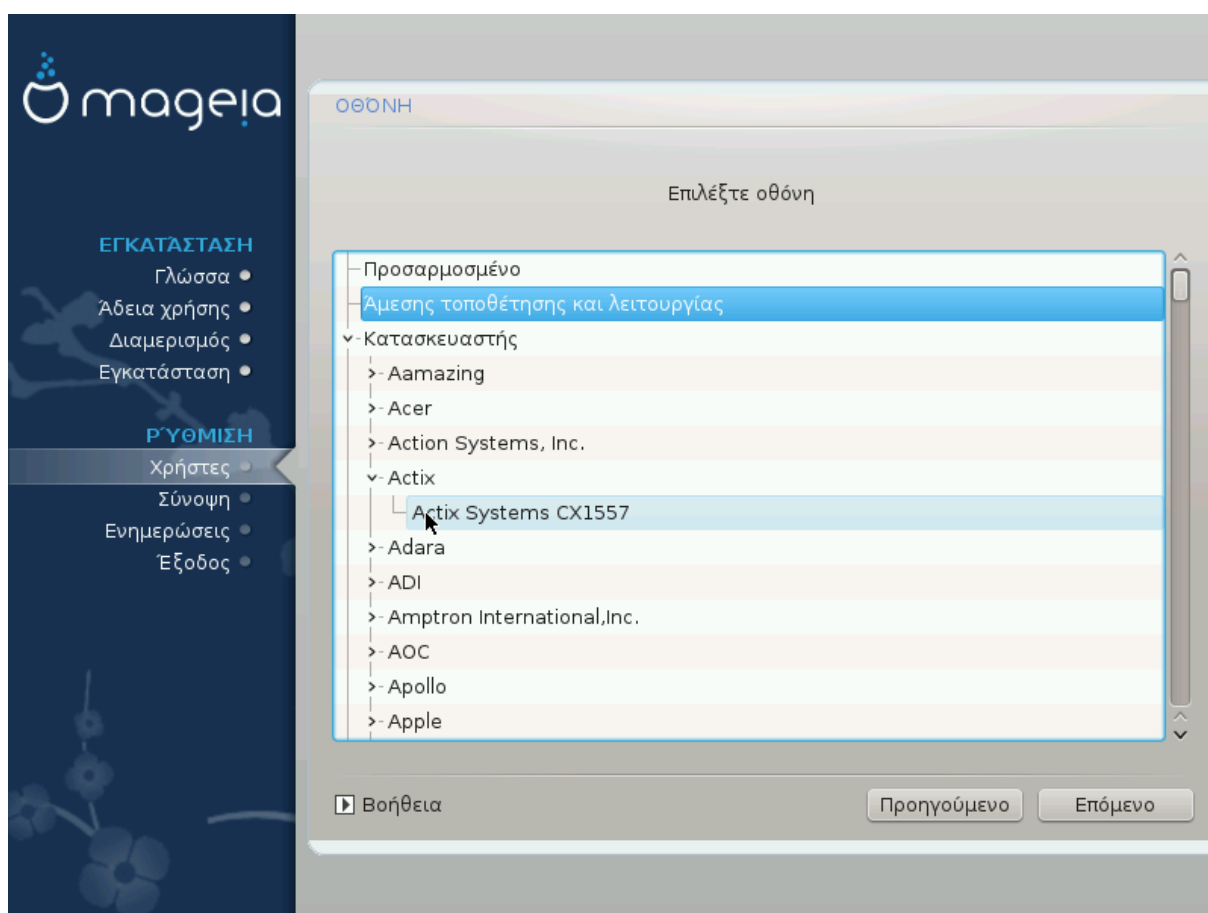 mageia
ΕΓΚΑΤΆΣΤΑΣΗ
Γλώσσα
Άδεια χρήσης
Διαμερισμός
Εγκατάσταση
ΡΎΘΜΙΣΗ
Χρήστες
Σύνοψη
Ενημερώσεις
Έξοδος
ΟΘΌΝΗ
Επιλέξτε οθόνη
Προσαρμοσμένο
Άμεσης τοποθέτησης και λειτουργίας
Κατασκευαστής
Aamazing
Acer
Action Systems, Inc.
Actix
Actix Systems CX1557
Adara
ADI
Amptron International,Inc.
AOC
Apollo
Apple
Βοήθεια
Προηγούμενο
Επόμενο